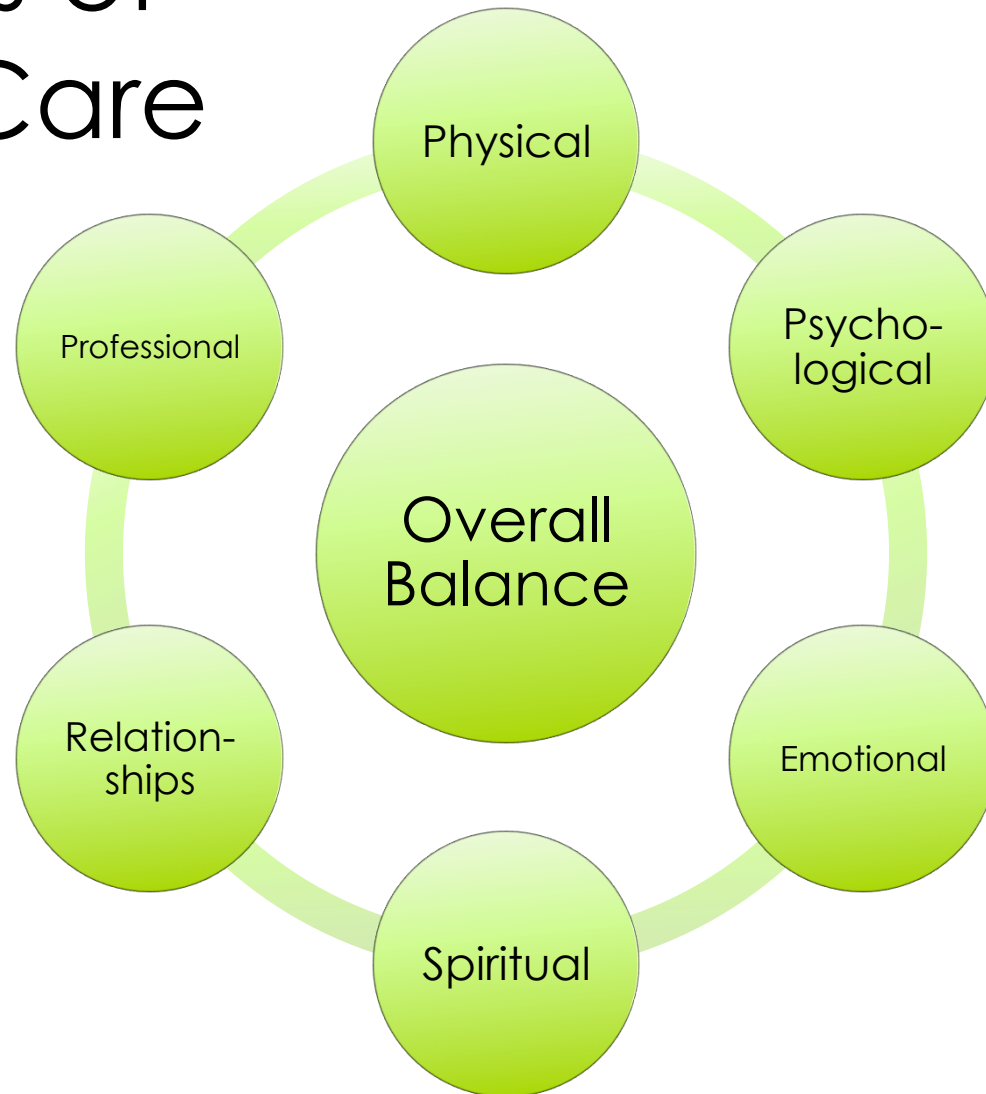 Care
Physical
Psycho-
logical
Professional
Overall
Balance
Relation-
ships
Emotional
Spiritual